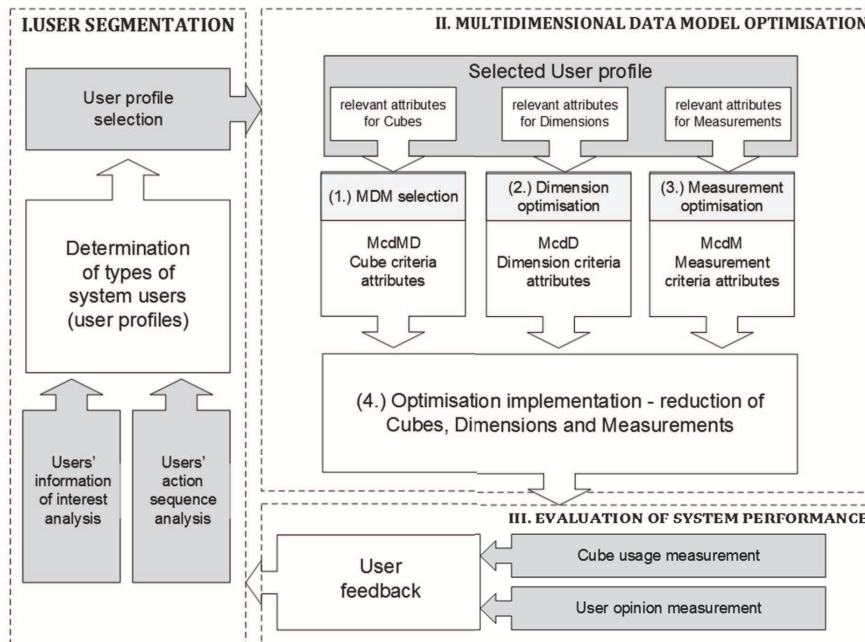 I.USER SEGMENTATION
User profile
selection
Determination
of types of
system users
(user profiles)
Users'
information
of interest
analysis
Users'
action
sequence
analysis
II. MULTIDIMENSIONAL DATA MODEL OPTIMISATION
Selected User profile
relevant attributes
for Cubes
relevant attributes
for Dimensions
relevant attributes
for Measurements
(1.) MDM selection
McdMD
Cube criteria
attributes
(2.) Dimension
optimisation
McdD
Dimension criteria
attributes
(3.) Measurement
optimisation
McdM
Measurement
criteria attributes
(4.) Optimisation implementation - reduction of
Cubes, Dimensions and Measurements
III. EVALUATION OF SYSTEM PERFORMANCE
User
feedback
Cube usage measurement
User opinion measurement